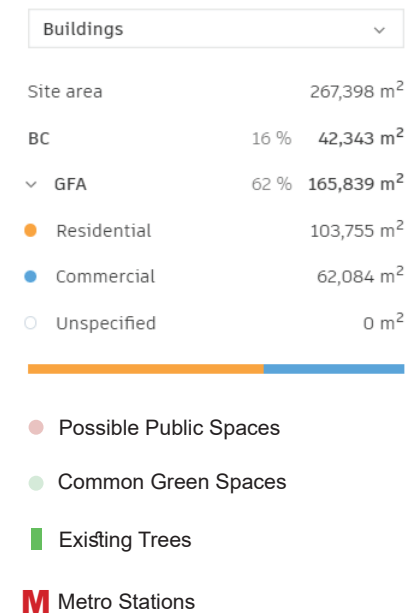 Buildings
Site area 267,398 m²
BC 16 % 42,343 m²
GFA 62 % 165,839 m²
Residential 103,755 m²
Commercial 62,084 m²
Unspecified 0 m²
Possible Public Spaces
Common Green Spaces
Existing Trees
M Metro Stations